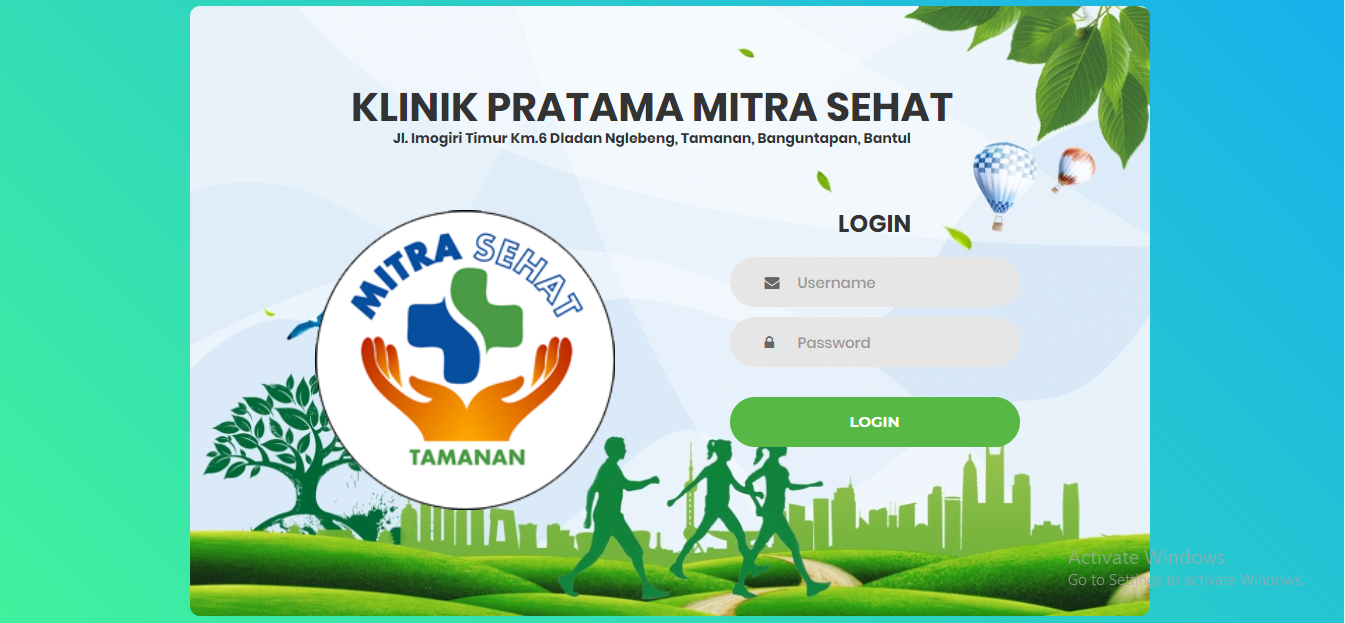 KLINIK PRATAMA MITRA SEHAT
Jl. Imogiri Timur Km.6 Dladan Nglebeng, Tamanan, Banguntapan, Bantul
MITRA SEHAT
TAMANAN
LOGIN
Username
Password
LOGIN
Activate Windows
Go to Settings to activate Windows.